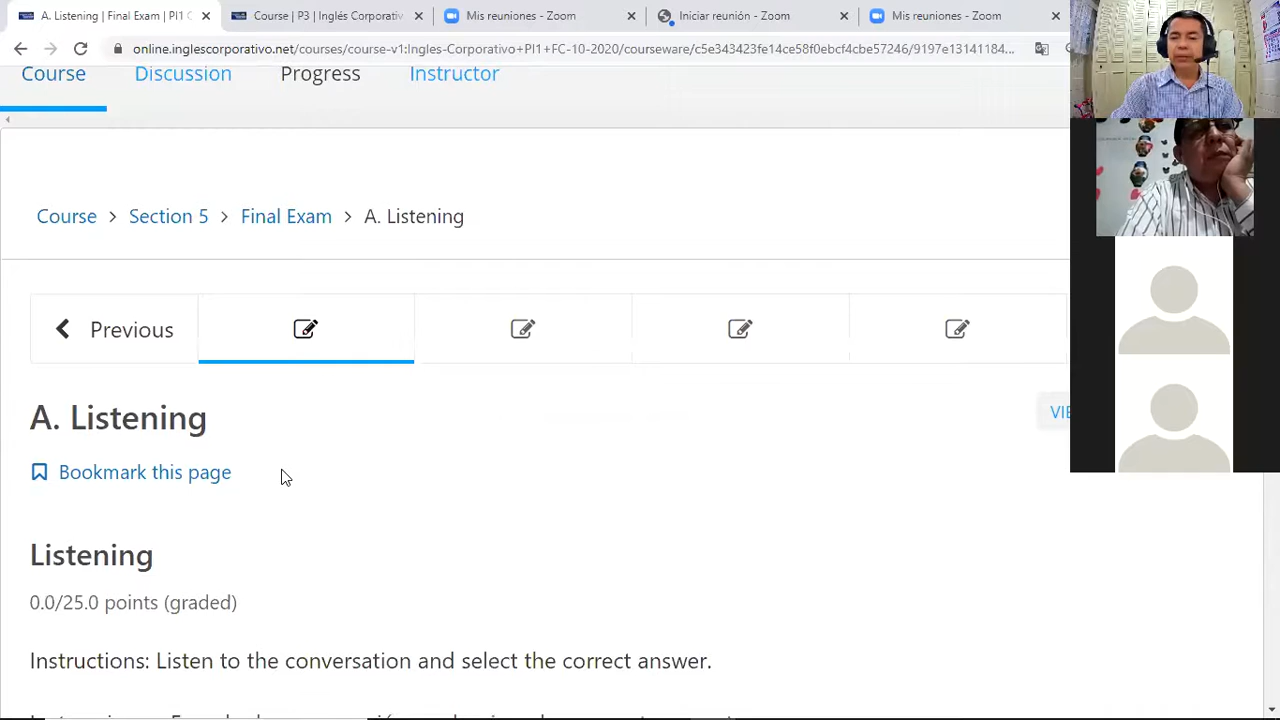 A. Listening | Final Exam | PI1 C
Course | P3 | Inglés Corporativ
Mis reuniones - Zoom
Iniciar reunión - Zoom
Mis reuniones - Zoom
online.inglescorporativo.net/courses/course-v1:Ingles-Corporativo+PI1+FC-10-2020/courseware/c5e343423fe14ce58f0ebcf4cbe57246/3197e13141184...
Course Discussion Progress Instructor
Course > Section 5 > Final Exam > A. Listening
Previous
A. Listening
VIE
Bookmark this page
Listening
0.0/25.0 points (graded)
Instructions: Listen to the conversation and select the correct answer.